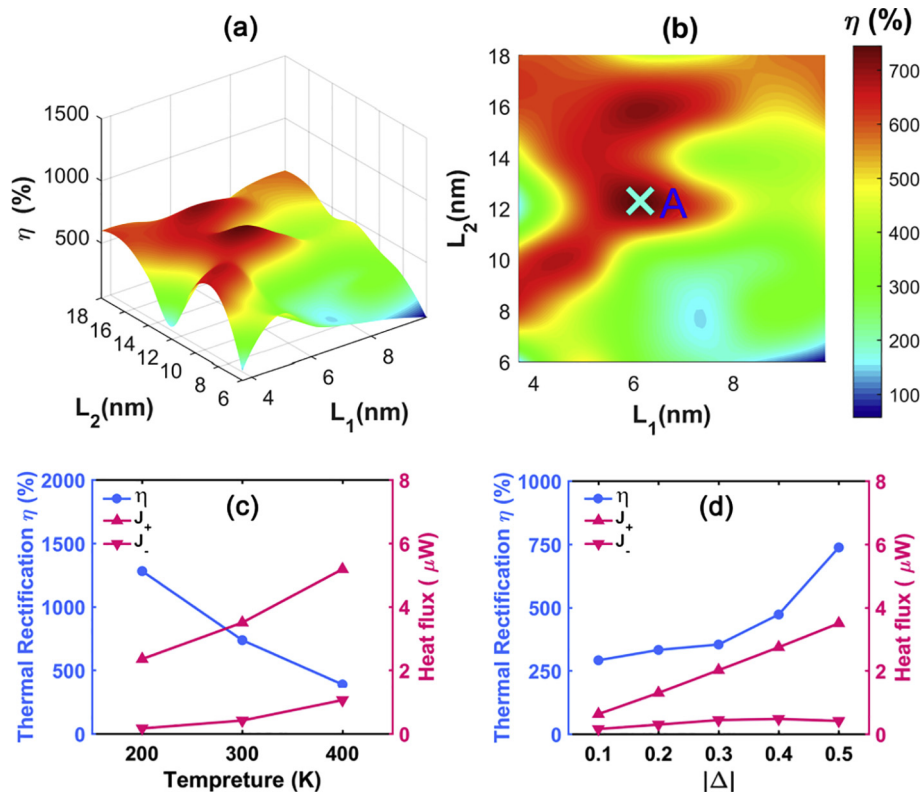 (a)
η (%)
1500
1000
500
18
16
14
12
10
8
6
L2(nm)
4
6
8
L1(nm)
(b)
L2(nm)
18
16
14
12
10
8
6
A
4
6
8
L1(nm)
η (%)
700
600
500
400
300
200
100
(c)
Thermal Rectification η (%)
2000
1500
1000
500
0
η
J+
J-
200 300 400
Tempreture (K)
8
6
4
2
0
Heat flux ( μW)
(d)
Thermal Rectification η (%)
1000
750
500
250
0
η
J+
J-
0.1 0.2 0.3 0.4 0.5
|Δ|
8
6
4
2
0
Heat flux ( μW)